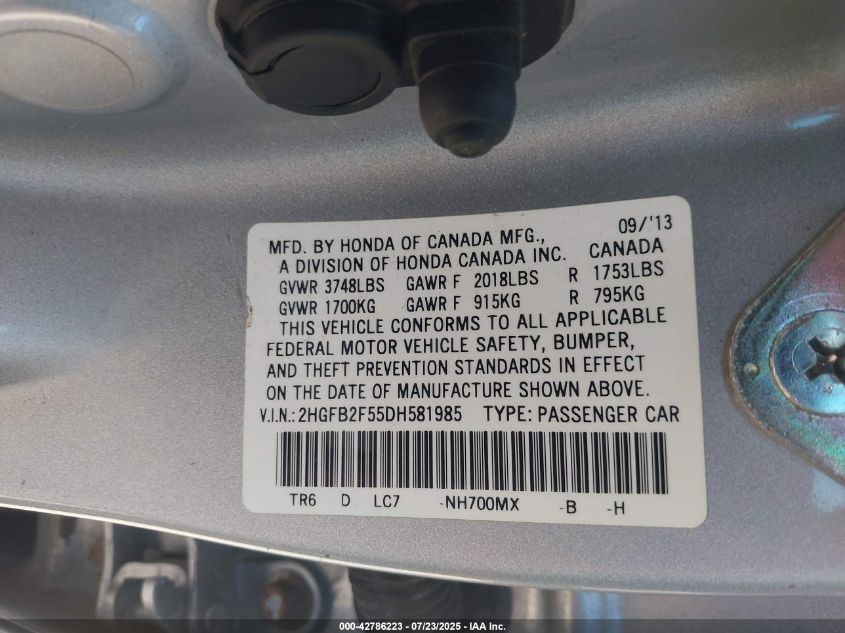 09/'13
MFD. BY HONDA OF CANADA MFG.,
A DIVISION OF HONDA CANADA INC. CANADA
GVWR 3748LBS GAWR F 2018LBS R 1753LBS
GVWR 1700KG GAWR F 915KG R 795KG
THIS VEHICLE CONFORMS TO ALL APPLICABLE
FEDERAL MOTOR VEHICLE SAFETY, BUMPER,
AND THEFT PREVENTION STANDARDS IN EFFECT
ON THE DATE OF MANUFACTURE SHOWN ABOVE.
V.I.N.: 2HGFB2F55DH581985 TYPE: PASSENGER CAR
TR6 D LC7 -NH700MX -B -H
000-42786223 - 07/23/2025 - IAA Inc.